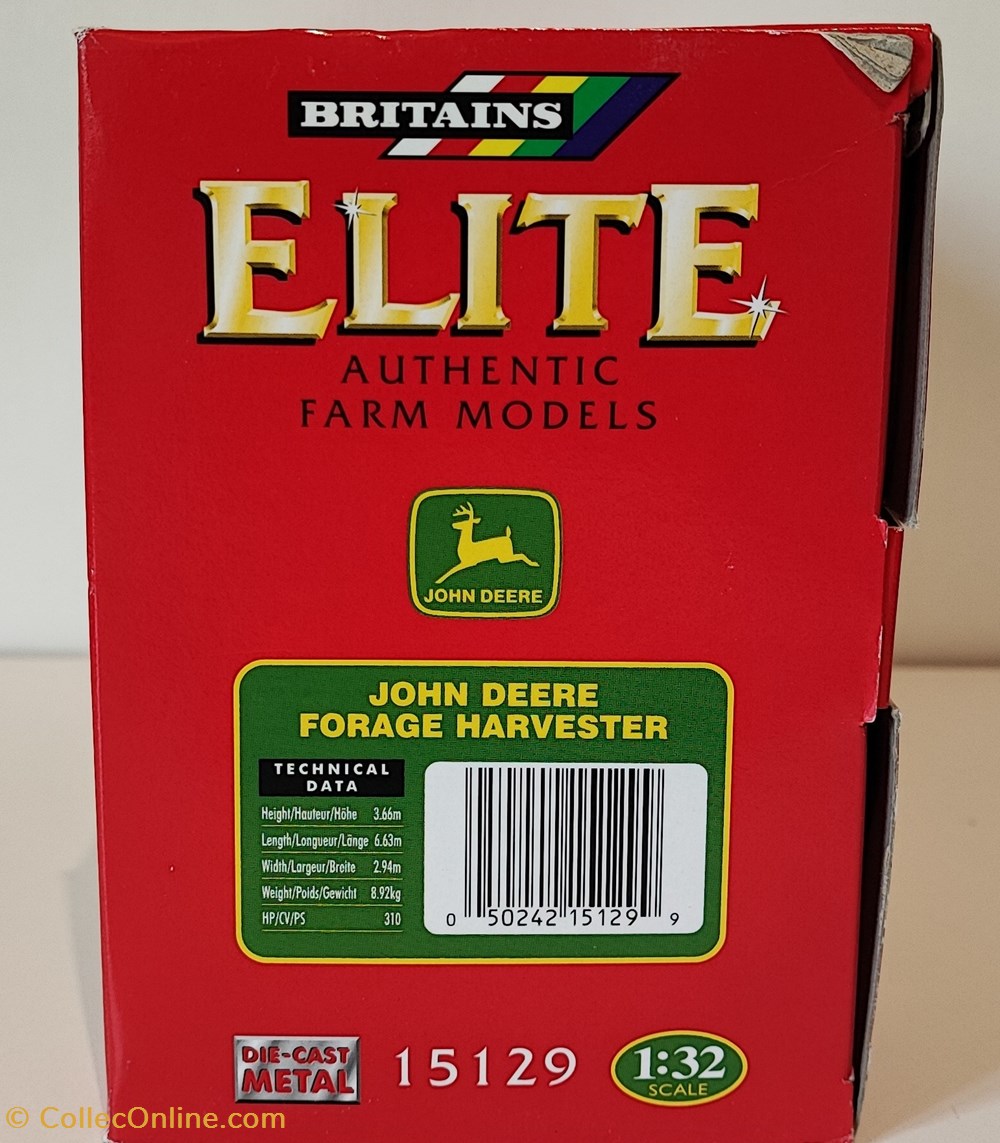 BRITAINS
ELITE
AUTHENTIC
FARM MODELS
JOHN DEERE
JOHN DEERE
FORAGE HARVESTER
TECHNICAL
DATA
Height/Hauteur/Höhe 3.66m
Length/Longueur/Länge 6.63m
Width/Largeur/Breite 2.94m
Weight/Poids/Gewicht 8.92kg
HP/CV/PS 310
0 50242 15129 9
DIE-CAST
METAL
15129
1:32
SCALE
© CollecOnline.com